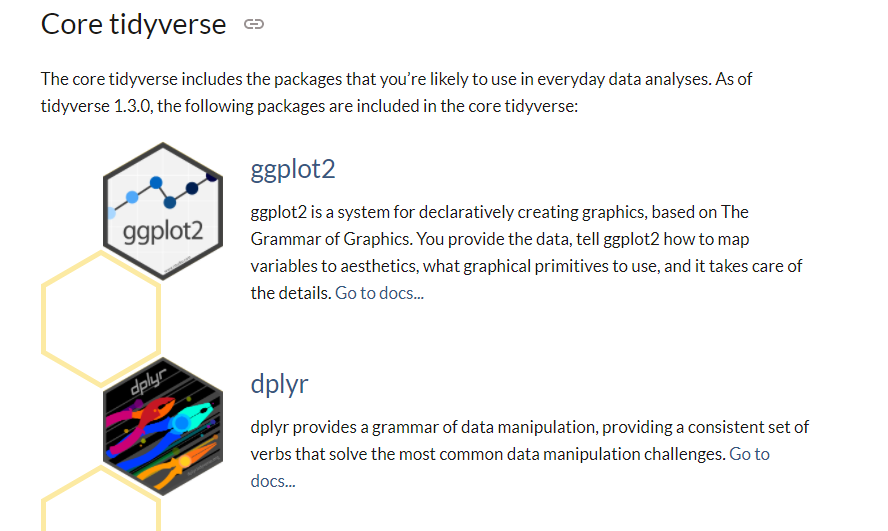 Core tidyverse
The core tidyverse includes the packages that you’re likely to use in everyday data analyses. As of
tidyverse 1.3.0, the following packages are included in the core tidyverse:
ggplot2
ggplot2
ggplot2 is a system for declaratively creating graphics, based on The
Grammar of Graphics. You provide the data, tell ggplot2 how to map
variables to aesthetics, what graphical primitives to use, and it takes care of
the details. Go to docs...
dplyr
dplyr
dplyr provides a grammar of data manipulation, providing a consistent set of
verbs that solve the most common data manipulation challenges. Go to
docs...